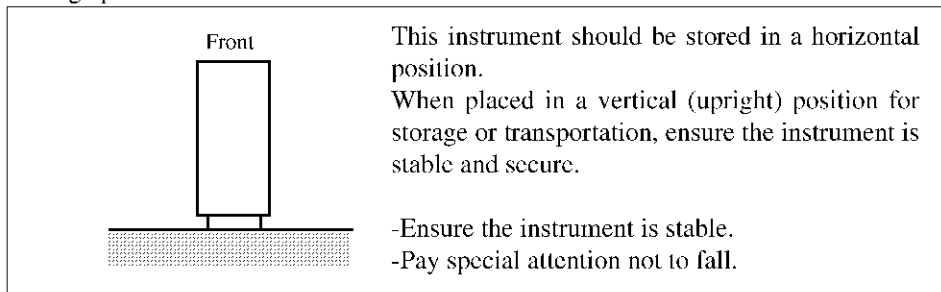 Front
This instrument should be stored in a horizontal
position.
When placed in a vertical (upright) position for
storage or transportation, ensure the instrument is
stable and secure.
-Ensure the instrument is stable.
-Pay special attention not to fall.